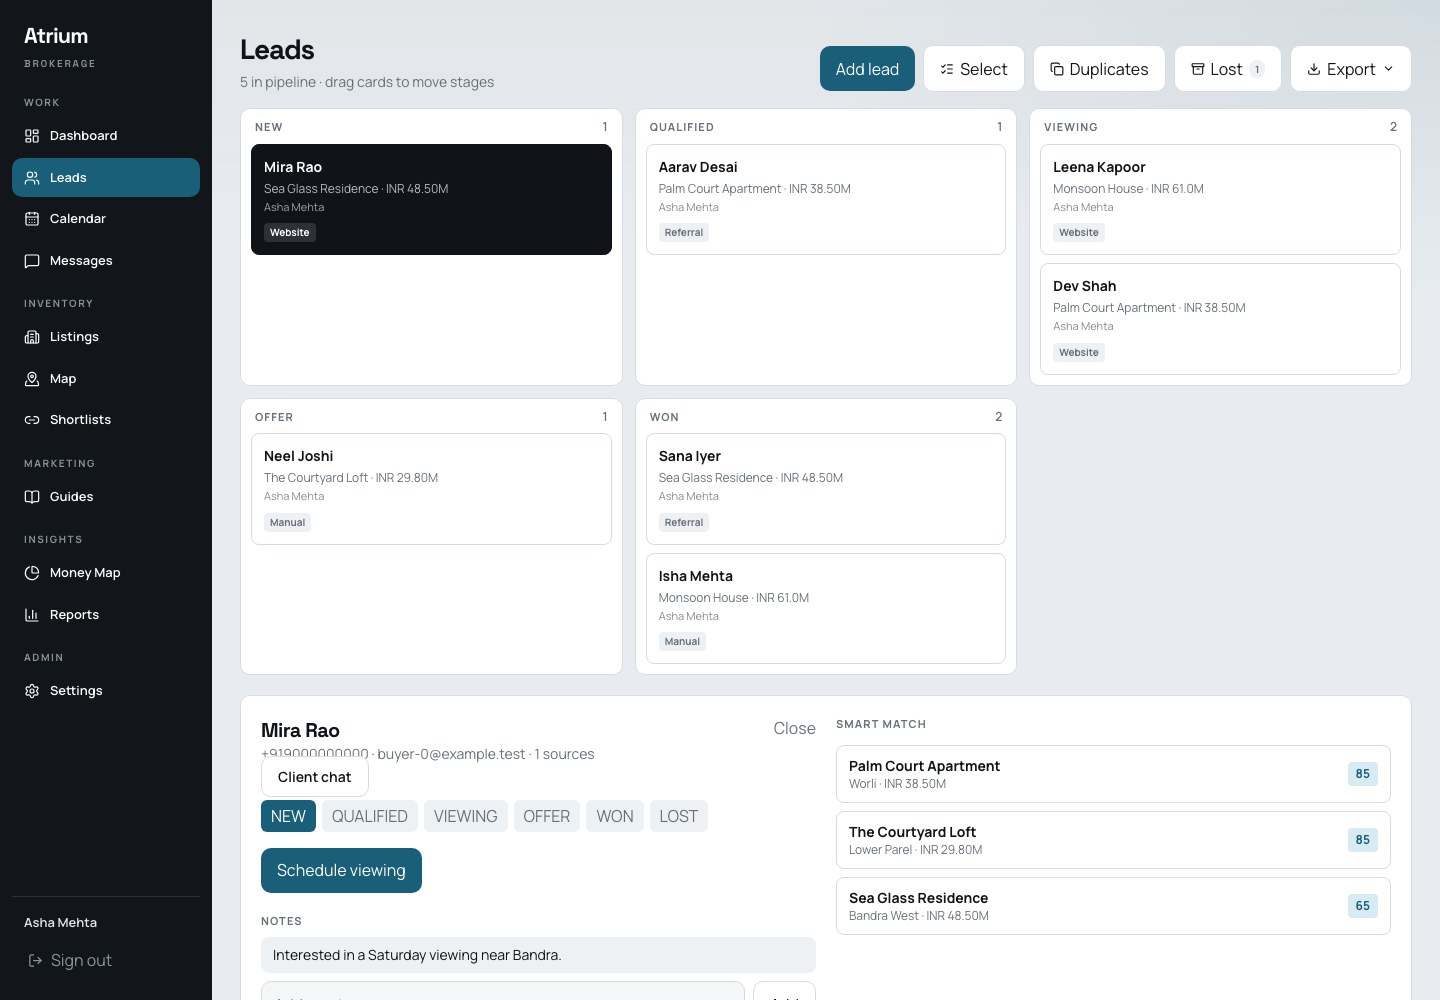 Atrium
BROKERAGE
WORK
Dashboard
Leads
Calendar
Messages
INVENTORY
Listings
Map
Shortlists
MARKETING
Guides
INSIGHTS
Money Map
Reports
ADMIN
Settings
Asha Mehta
Sign out
Leads
5 in pipeline · drag cards to move stages
Add lead
Select
Duplicates
Lost 1
Export
NEW 1
Mira Rao
Sea Glass Residence · INR 48.50M
Asha Mehta
Website
QUALIFIED 1
Aarav Desai
Palm Court Apartment · INR 38.50M
Asha Mehta
Referral
VIEWING 2
Leena Kapoor
Monsoon House · INR 61.0M
Asha Mehta
Website
Dev Shah
Palm Court Apartment · INR 38.50M
Asha Mehta
Website
OFFER 1
Neel Joshi
The Courtyard Loft · INR 29.80M
Asha Mehta
Manual
WON 2
Sana Iyer
Sea Glass Residence · INR 48.50M
Asha Mehta
Referral
Isha Mehta
Monsoon House · INR 61.0M
Asha Mehta
Manual
Mira Rao
Close
+919000000000 · buyer-0@example.test · 1 sources
Client chat
NEW QUALIFIED VIEWING OFFER WON LOST
Schedule viewing
NOTES
Interested in a Saturday viewing near Bandra.
SMART MATCH
Palm Court Apartment
Worli · INR 38.50M
85
The Courtyard Loft
Lower Parel · INR 29.80M
85
Sea Glass Residence
Bandra West · INR 48.50M
65